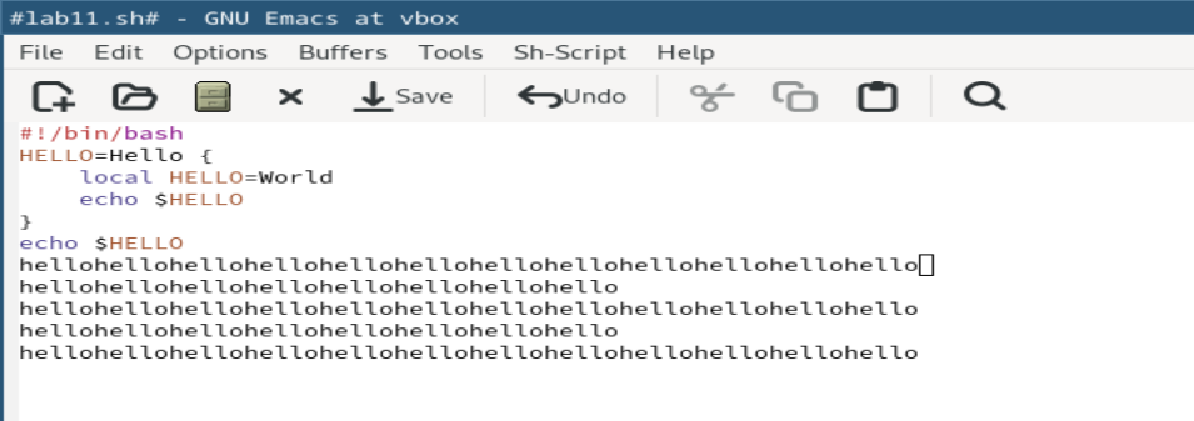 #lab11.sh# - GNU Emacs at vbox
File Edit Options Buffers Tools Sh-Script Help
Save Undo
#!/bin/bash
HELLO=Hello {
    local HELLO=World
    echo $HELLO
}
echo $HELLO
hellohellohellohellohellohellohellohellohellohellohellohello
hellohellohellohellohellohellohellohello
hellohellohellohellohellohellohellohellohellohellohellohello
hellohellohellohellohellohellohellohello
hellohellohellohellohellohellohellohellohellohellohellohello